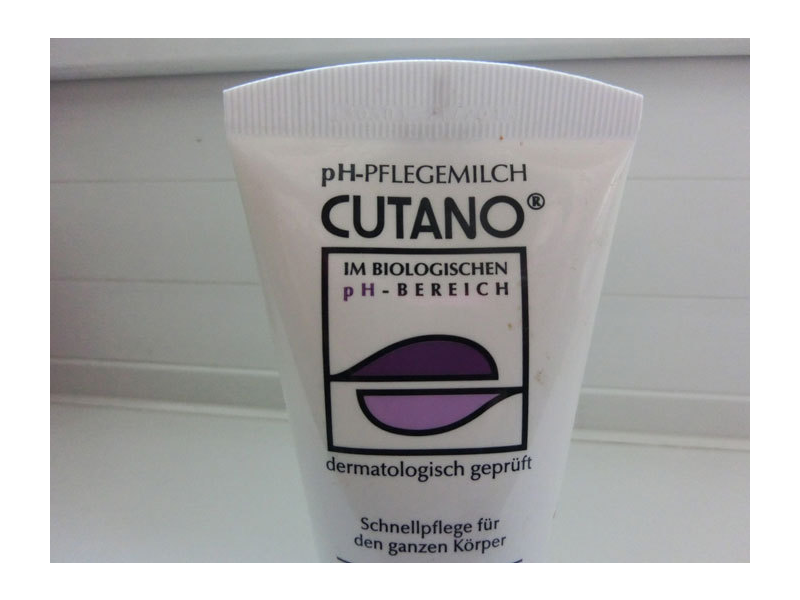 pH-PFLEGEMILCH
CUTANO®
IM BIOLOGISCHEN
pH-BEREICH
dermatologisch geprüft
Schnellpflege für
den ganzen Körper